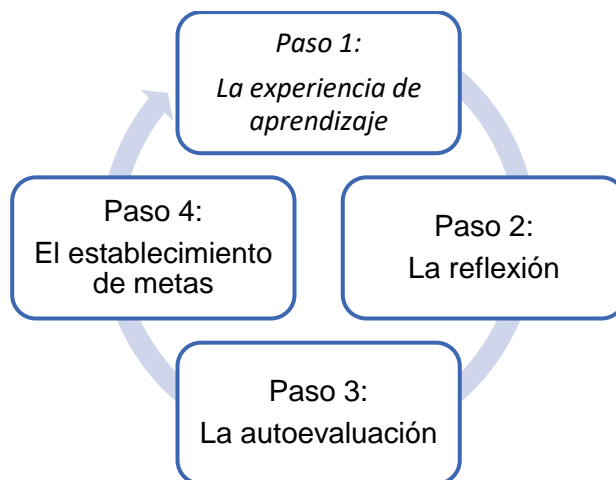 Paso 1:
La experiencia de
aprendizaje
Paso 2:
La reflexión
Paso 3:
La autoevaluación
Paso 4:
El establecimiento
de metas